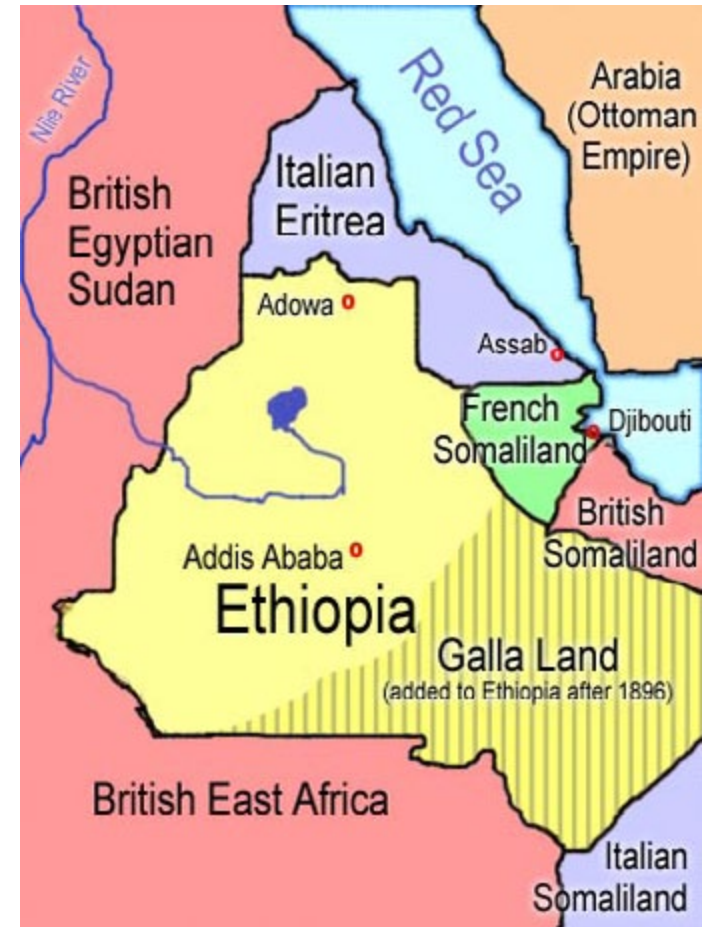 Nile River
Red Sea
Arabia
(Ottoman
Empire)
Italian
Eritrea
British
Egyptian
Sudan
Adowa
Assab
French
Somaliland
Djibouti
British
Somaliland
Addis Ababa
Ethiopia
Galla Land
(added to Ethiopia after 1896)
British East Africa
Italian
Somaliland